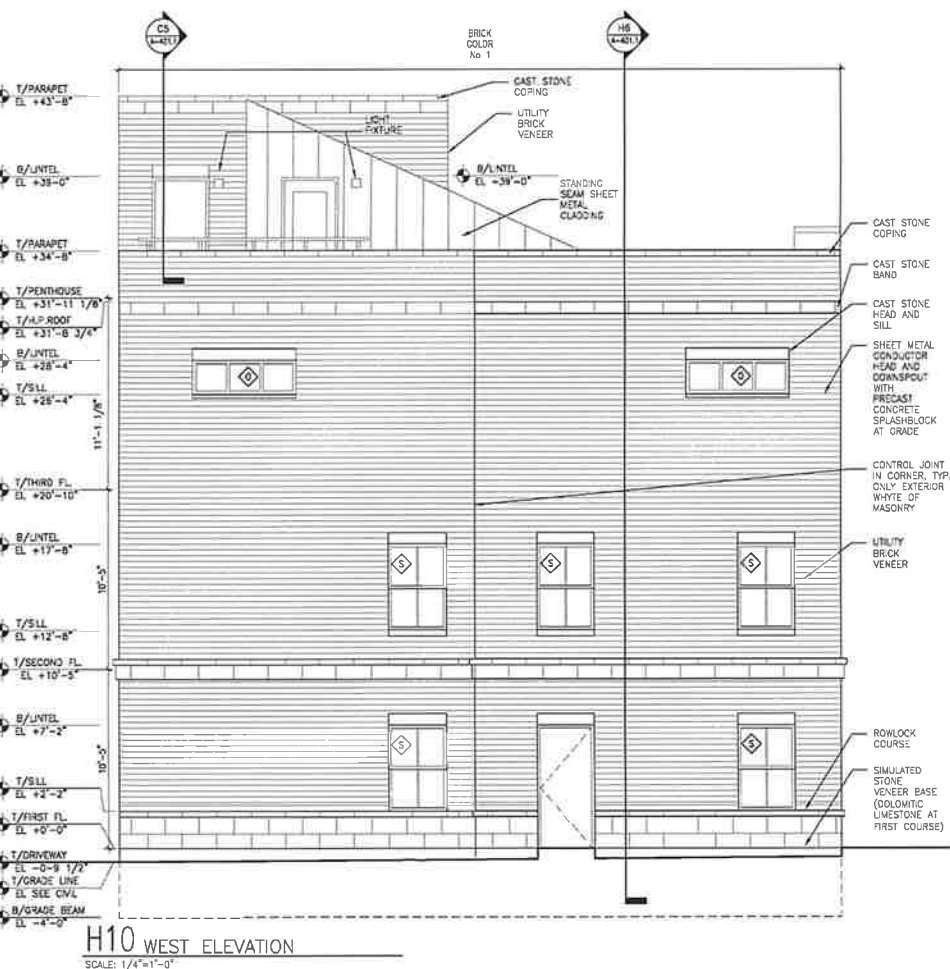 C5
A-401.1
H6
A-401.1
BRICK
COLOR
No 1
T/PARAPET
EL +43'-8"
CAST STONE
COPING
LIGHT
FIXTURE
UTILITY
BRICK
VENEER
B/LINTEL
EL +39'-0"
B/LINTEL
EL +39'-0"
STANDING
SEAM SHEET
METAL
CLADDING
T/PARAPET
EL +34'-8"
CAST STONE
COPING
CAST STONE
BAND
T/PENTHOUSE
EL +31'-11 1/8"
T/H.P.ROOF
EL +31'-8 3/4"
CAST STONE
HEAD AND
SILL
B/LINTEL
EL +28'-4"
T/SILL
EL +26'-4"
O
O
SHEET METAL
CONDUCTOR
HEAD AND
DOWNSPOUT
WITH
PRECAST
CONCRETE
SPLASHBLOCK
AT GRADE
11'-1 1/8"
T/THIRD FL.
EL +20'-10"
CONTROL JOINT
IN CORNER, TYP.
ONLY EXTERIOR
WHYTE OF
MASONRY
B/LINTEL
EL +17'-8"
S
S
S
UTILITY
BRICK
VENEER
10'-5"
T/SILL
EL +12'-8"
T/SECOND FL.
EL +10'-5"
B/LINTEL
EL +7'-2"
S
S
10'-5"
ROWLOCK
COURSE
T/SILL
EL +2'-2"
SIMULATED
STONE
VENEER BASE
(DOLOMITIC
LIMESTONE AT
FIRST COURSE)
T/FIRST FL.
EL +0'-0"
T/DRIVEWAY
EL -0-9 1/2"
T/GRADE LINE
EL SEE CIVIL
B/GRADE BEAM
EL -4'-0"
H10 WEST ELEVATION
SCALE: 1/4"=1'-0"